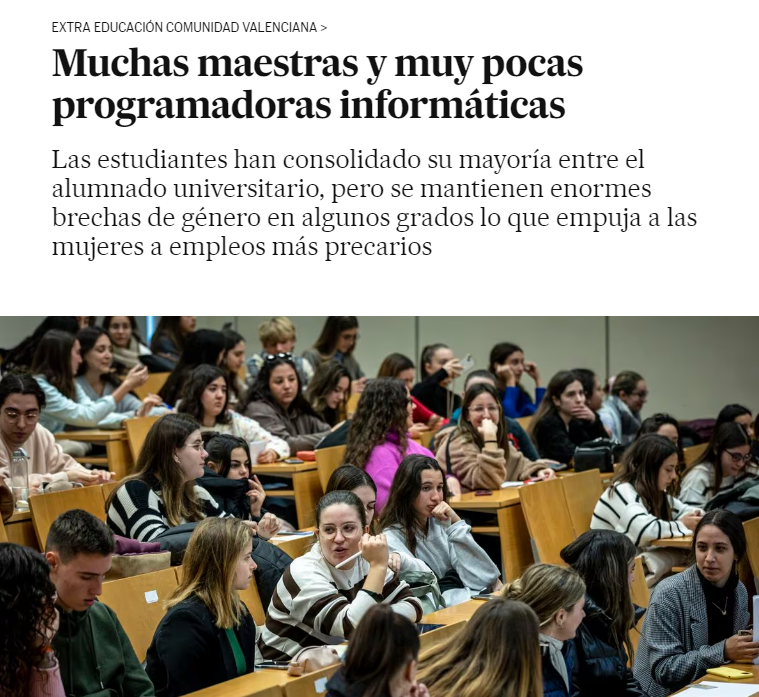 EXTRA EDUCACIÓN COMUNIDAD VALENCIANA >
Muchas maestras y muy pocas
programadoras informáticas
Las estudiantes han consolidado su mayoría entre el
alumnado universitario, pero se mantienen enormes
brechas de género en algunos grados lo que empuja a las
mujeres a empleos más precarios